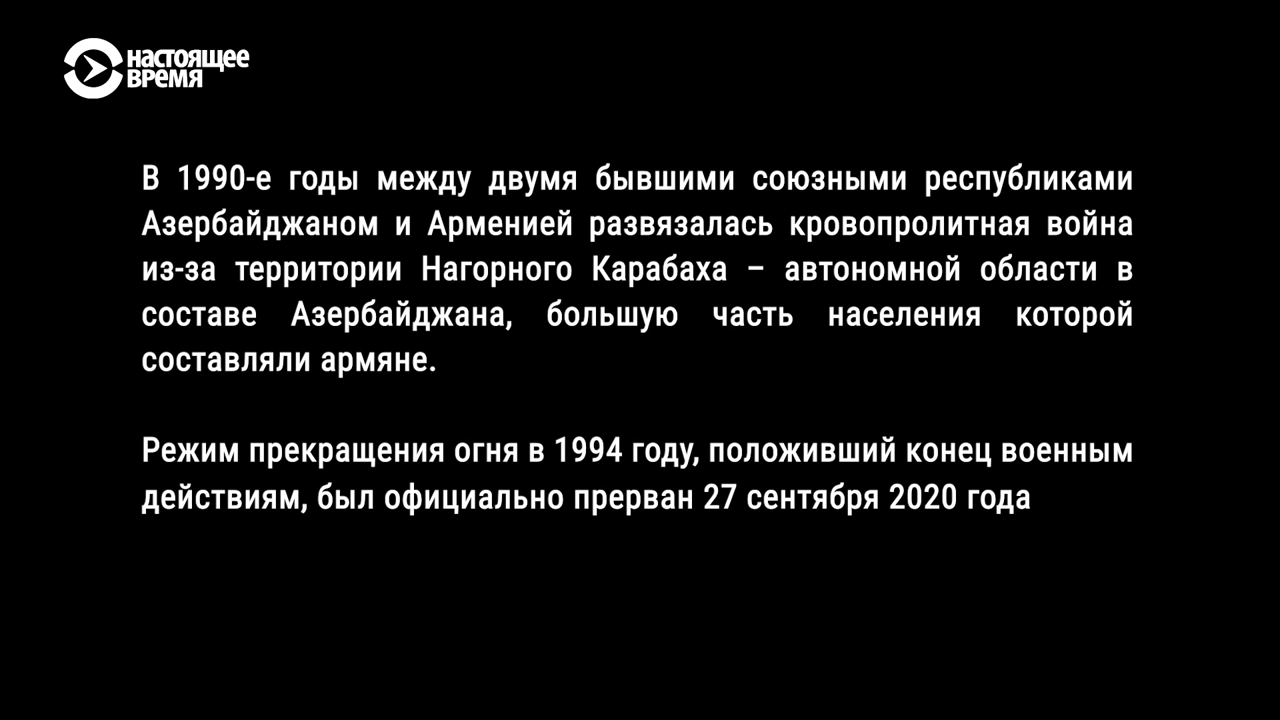 НАСТОЯЩЕЕ
ВРЕМЯ
В 1990-е годы между двумя бывшими союзными республиками
Азербайджаном и Арменией развязалась кровопролитная война
из-за территории Нагорного Карабаха – автономной области в
составе Азербайджана, большую часть населения которой
составляли армяне.
Режим прекращения огня в 1994 году, положивший конец военным
действиям, был официально прерван 27 сентября 2020 года